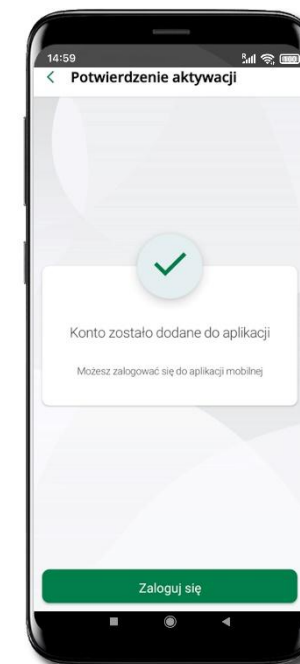 14:59
Potwierdzenie aktywacji
Konto zostało dodane do aplikacji
Możesz zalogować się do aplikacji mobilnej
Zaloguj się